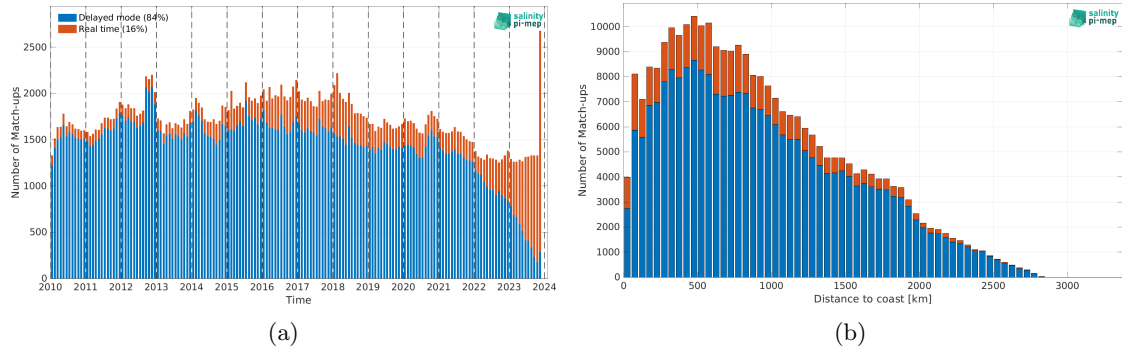 Delayed mode (84%)
Real time (16%)
salinity
pi-mep
Number of Match-ups
2500
2000
1500
1000
500
0
2010 2011 2012 2013 2014 2015 2016 2017 2018 2019 2020 2021 2022 2023 2024
Time
(a)
salinity
pi-mep
Number of Match-ups
10000
9000
8000
7000
6000
5000
4000
3000
2000
1000
0
0 500 1000 1500 2000 2500 3000
Distance to coast [km]
(b)